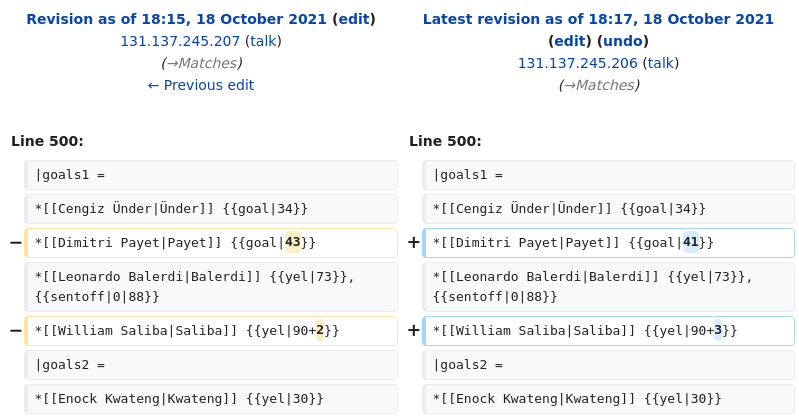 Revision as of 18:15, 18 October 2021 (edit)
131.137.245.207 (talk)
(→Matches)
← Previous edit
Latest revision as of 18:17, 18 October 2021
(edit) (undo)
131.137.245.206 (talk)
(→Matches)
Line 500:
Line 500:
|goals1 =
|goals1 =
*[[Cengiz Ünder|Ünder]] {{goal|34}}
*[[Cengiz Ünder|Ünder]] {{goal|34}}
− *[[Dimitri Payet|Payet]] {{goal|43}}
+ *[[Dimitri Payet|Payet]] {{goal|41}}
*[[Leonardo Balerdi|Balerdi]] {{yel|73}},
{{sentoff|0|88}}
*[[Leonardo Balerdi|Balerdi]] {{yel|73}},
{{sentoff|0|88}}
− *[[William Saliba|Saliba]] {{yel|90+2}}
+ *[[William Saliba|Saliba]] {{yel|90+3}}
|goals2 =
|goals2 =
*[[Enock Kwateng|Kwateng]] {{yel|30}}
*[[Enock Kwateng|Kwateng]] {{yel|30}}